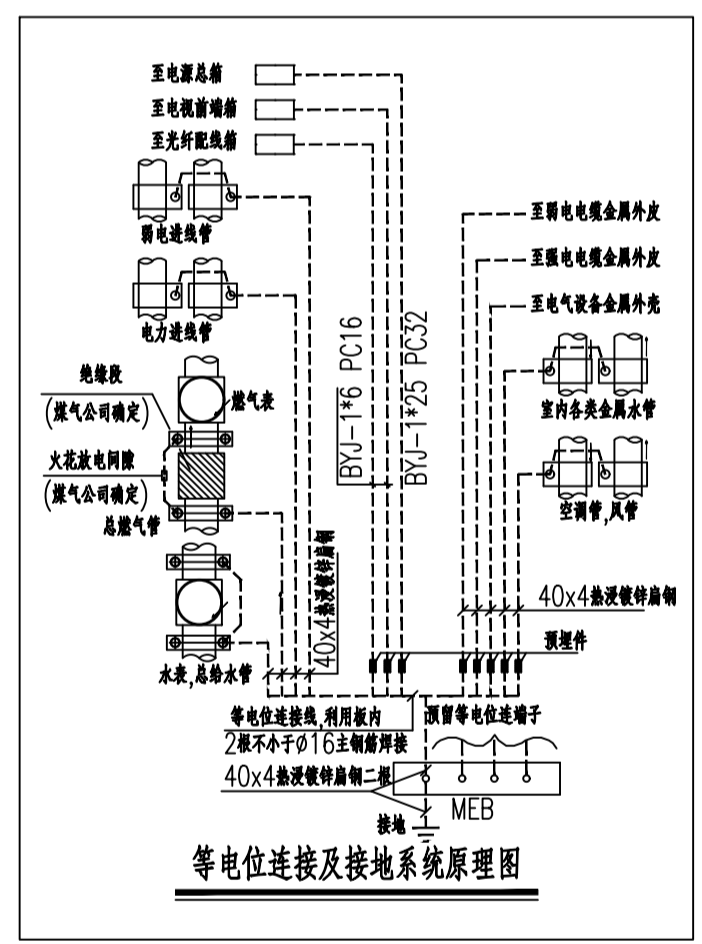 至电源总箱
至电视前端箱
至光纤配线箱
弱电进线管
电力进线管
绝缘段
(煤气公司确定)
燃气表
火花放电间隙
(煤气公司确定)
总燃气管
水表,总给水管
40x4热浸镀锌扁钢
BYJ-1*6 PC16
BYJ-1*25 PC32
至弱电电缆金属外皮
至强电电缆金属外皮
至电气设备金属外壳
室内各类金属水管
空调管,风管
40x4热浸镀锌扁钢
预埋件
等电位连接线,利用板内
2根不小于Ø16主钢筋焊接
预留等电位连端子
40x4热浸镀锌扁钢二根
MEB
接地
等电位连接及接地系统原理图